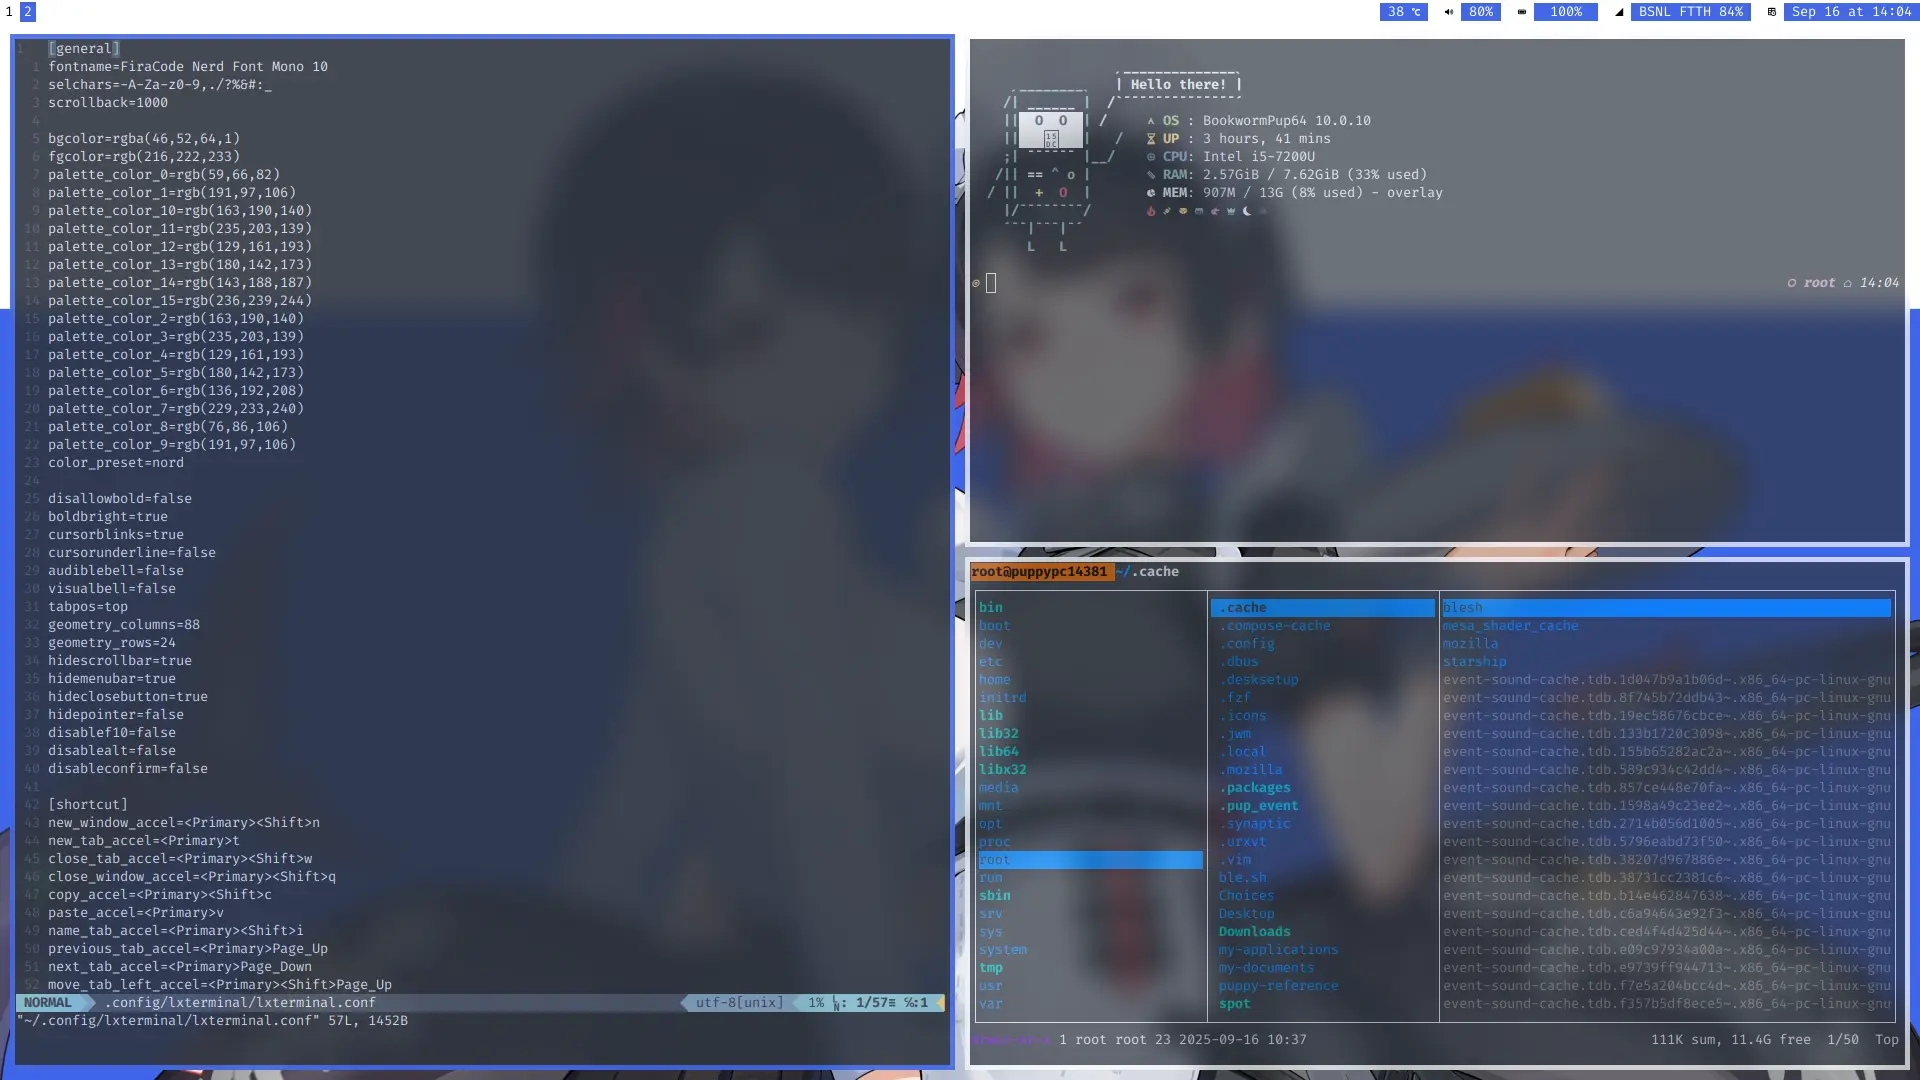 1 2
38 ℃ 80% 100% BSNL FTTH 84% Sep 16 at 14:04
1 [general]
1 fontname=FiraCode Nerd Font Mono 10
2 selchars=-A-Za-z0-9,./?%&#:_
3 scrollback=1000
4
5 bgcolor=rgba(46,52,64,1)
6 fgcolor=rgb(216,222,233)
7 palette_color_0=rgb(59,66,82)
8 palette_color_1=rgb(191,97,106)
9 palette_color_10=rgb(163,190,140)
10 palette_color_11=rgb(235,203,139)
11 palette_color_12=rgb(129,161,193)
12 palette_color_13=rgb(180,142,173)
13 palette_color_14=rgb(143,188,187)
14 palette_color_15=rgb(236,239,244)
15 palette_color_2=rgb(163,190,140)
16 palette_color_3=rgb(235,203,139)
17 palette_color_4=rgb(129,161,193)
18 palette_color_5=rgb(180,142,173)
19 palette_color_6=rgb(136,192,208)
20 palette_color_7=rgb(229,233,240)
21 palette_color_8=rgb(76,86,106)
22 palette_color_9=rgb(191,97,106)
23 color_preset=nord
24
25 disallowbold=false
26 boldbright=true
27 cursorblinks=true
28 cursorunderline=false
29 audiblebell=false
30 visualbell=false
31 tabpos=top
32 geometry_columns=88
33 geometry_rows=24
34 hidescrollbar=true
35 hidemenubar=true
36 hideclosebutton=true
37 hidepointer=false
38 disablef10=false
39 disablealt=false
40 disableconfirm=false
41
42 [shortcut]
43 new_window_accel=<Primary><Shift>n
44 new_tab_accel=<Primary>t
45 close_tab_accel=<Primary><Shift>w
46 close_window_accel=<Primary><Shift>q
47 copy_accel=<Primary><Shift>c
48 paste_accel=<Primary>v
49 name_tab_accel=<Primary><Shift>i
50 previous_tab_accel=<Primary>Page_Up
51 next_tab_accel=<Primary>Page_Down
52 move_tab_left_accel=<Primary><Shift>Page_Up
NORMAL .config/lxterminal/lxterminal.conf utf-8[unix] 1% ㏑: 1/57≡ ℅:1
"~/.config/lxterminal/lxterminal.conf" 57L, 1452B
| Hello there! |
OS : BookwormPup64 10.0.10
UP : 3 hours, 41 mins
CPU: Intel i5-7200U
RAM: 2.57GiB / 7.62GiB (33% used)
MEM: 907M / 13G (8% used) - overlay
root 14:04
root@puppypc14381 ~/.cache
bin .cache blesh
boot .compose-cache mesa_shader_cache
dev .config mozilla
etc .dbus starship
home .desksetup event-sound-cache.tdb.1d047b9a1b06d~.x86_64-pc-linux-gnu
initrd .fzf event-sound-cache.tdb.8f745b72ddb43~.x86_64-pc-linux-gnu
lib .icons event-sound-cache.tdb.19ec58676cbce~.x86_64-pc-linux-gnu
lib32 .jwm event-sound-cache.tdb.133b1720c3098~.x86_64-pc-linux-gnu
lib64 .local event-sound-cache.tdb.155b65282ac2a~.x86_64-pc-linux-gnu
libx32 .mozilla event-sound-cache.tdb.589c934c42dd4~.x86_64-pc-linux-gnu
media .packages event-sound-cache.tdb.857ce448e70fa~.x86_64-pc-linux-gnu
mnt .pup_event event-sound-cache.tdb.1598a49c23ee2~.x86_64-pc-linux-gnu
opt .synaptic event-sound-cache.tdb.2714b056d1005~.x86_64-pc-linux-gnu
proc .urxvt event-sound-cache.tdb.5796eabd73f50~.x86_64-pc-linux-gnu
root .vim event-sound-cache.tdb.38207d967886e~.x86_64-pc-linux-gnu
run ble.sh event-sound-cache.tdb.38731cc2381c6~.x86_64-pc-linux-gnu
sbin Choices event-sound-cache.tdb.b14e462847638~.x86_64-pc-linux-gnu
srv Desktop event-sound-cache.tdb.c6a94643e92f3~.x86_64-pc-linux-gnu
sys Downloads event-sound-cache.tdb.ced4f4d425d44~.x86_64-pc-linux-gnu
system my-applications event-sound-cache.tdb.e09c97934a00a~.x86_64-pc-linux-gnu
tmp my-documents event-sound-cache.tdb.e9739ff944713~.x86_64-pc-linux-gnu
usr puppy-reference event-sound-cache.tdb.f7e5a204bcc4d~.x86_64-pc-linux-gnu
var spot event-sound-cache.tdb.f357b5df8ece5~.x86_64-pc-linux-gnu
1 root root 23 2025-09-16 10:37 111K sum, 11.4G free 1/50 Top